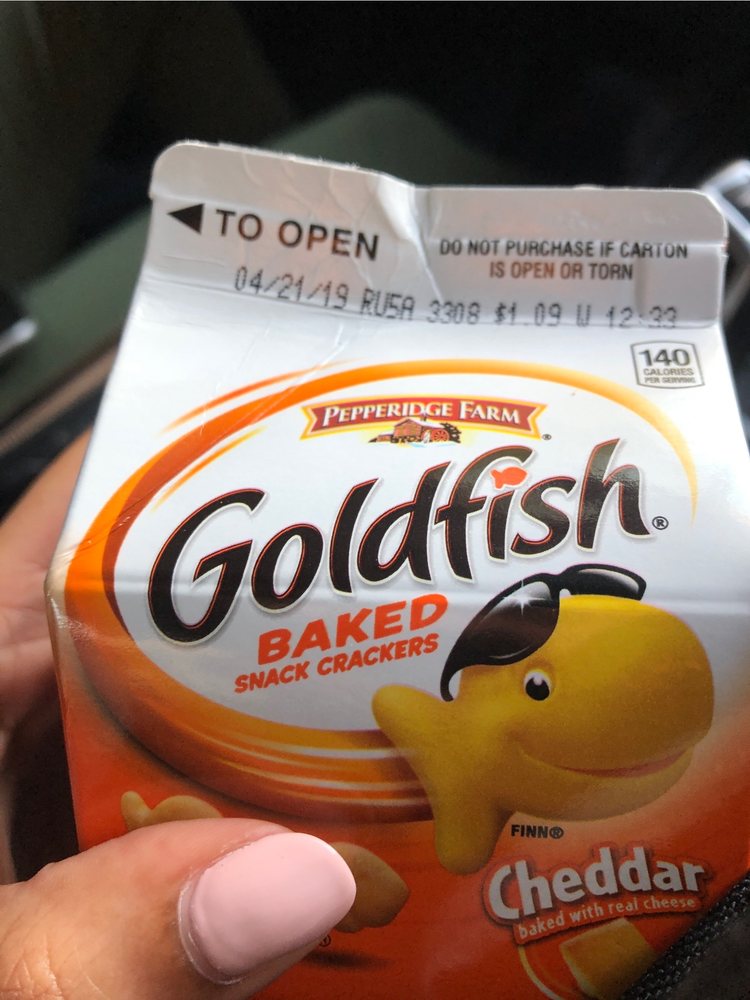 TO OPEN
DO NOT PURCHASE IF CARTON
IS OPEN OR TORN
04/21/19 RU5A 3308 $1.09 W 12:33
140
CALORIES
PER SERVING
PEPPERIDGE FARM
Goldfish®
BAKED
SNACK CRACKERS
FINN®
Cheddar
baked with real cheese